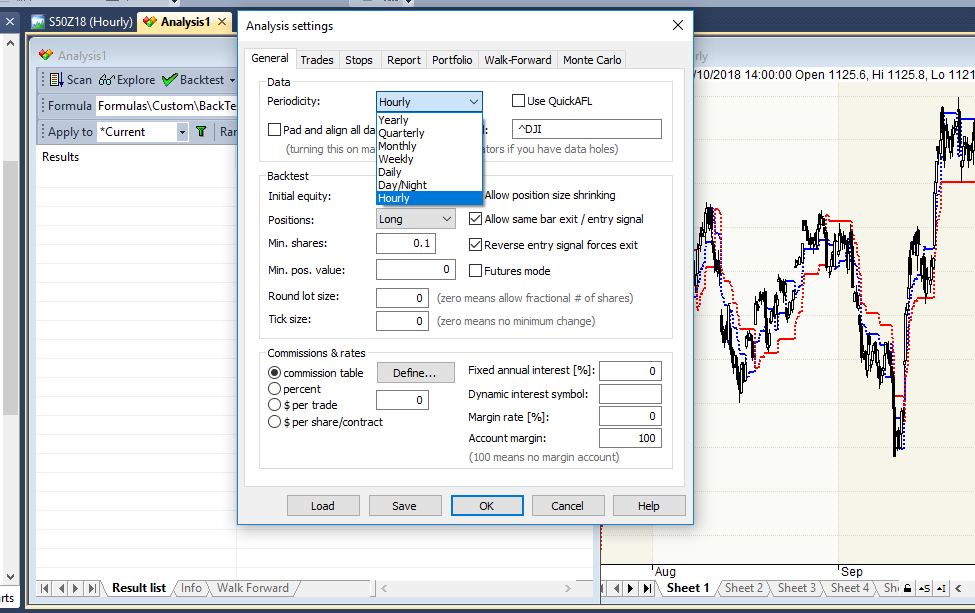 S50Z18 (Hourly)
Analysis1
Analysis settings
Analysis1
Scan
Explore
Backtest
Formula
Formulas\Custom\BackTe
Apply to
*Current
Ran
Results
General
Trades
Stops
Report
Portfolio
Walk-Forward
Monte Carlo
Data
Periodicity:
Hourly
Use QuickAFL
Yearly
Quarterly
Monthly
Weekly
Daily
Day/Night
Hourly
Pad and align all da
^DJI
(turning this on ma
ators if you have data holes)
Backtest
Initial equity:
Allow position size shrinking
Positions:
Long
Allow same bar exit / entry signal
Min. shares:
0.1
Reverse entry signal forces exit
Min. pos. value:
0
Futures mode
Round lot size:
0
(zero means allow fractional # of shares)
Tick size:
0
(zero means no minimum change)
Commissions & rates
commission table
Define...
percent
0
$ per trade
$ per share/contract
Fixed annual interest [%]:
0
Dynamic interest symbol:
Margin rate [%]:
0
Account margin:
100
(100 means no margin account)
Load
Save
OK
Cancel
Help
rly
/10/2018 14:00:00 Open 1125.6, Hi 1125.8, Lo 1121
Aug
Sep
rts
Result list
Info
Walk Forward
Sheet 1
Sheet 2
Sheet 3
Sheet 4
Sh
S
I